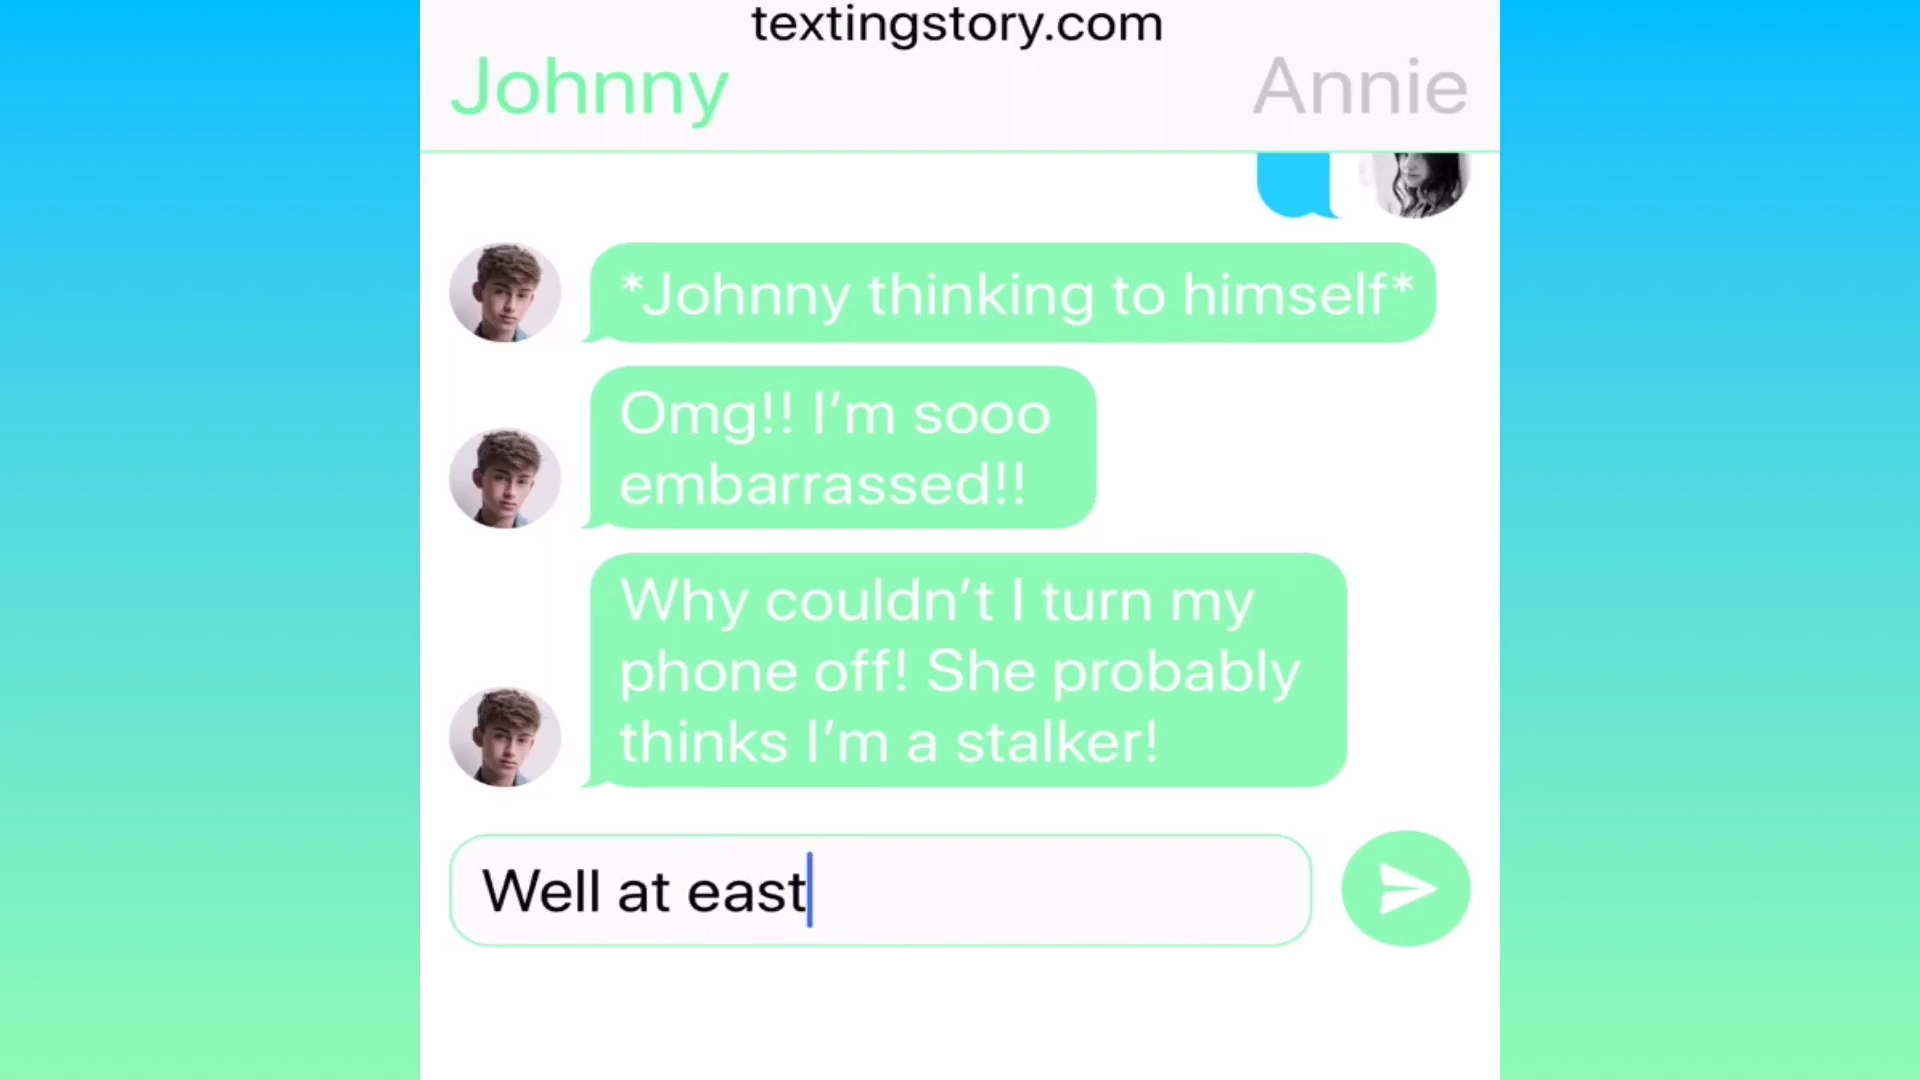 textingstory.com
Johnny
Annie
*Johnny thinking to himself*
Omg!! I’m sooo
embarrassed!!
Why couldn’t I turn my
phone off! She probably
thinks I’m a stalker!
Well at east